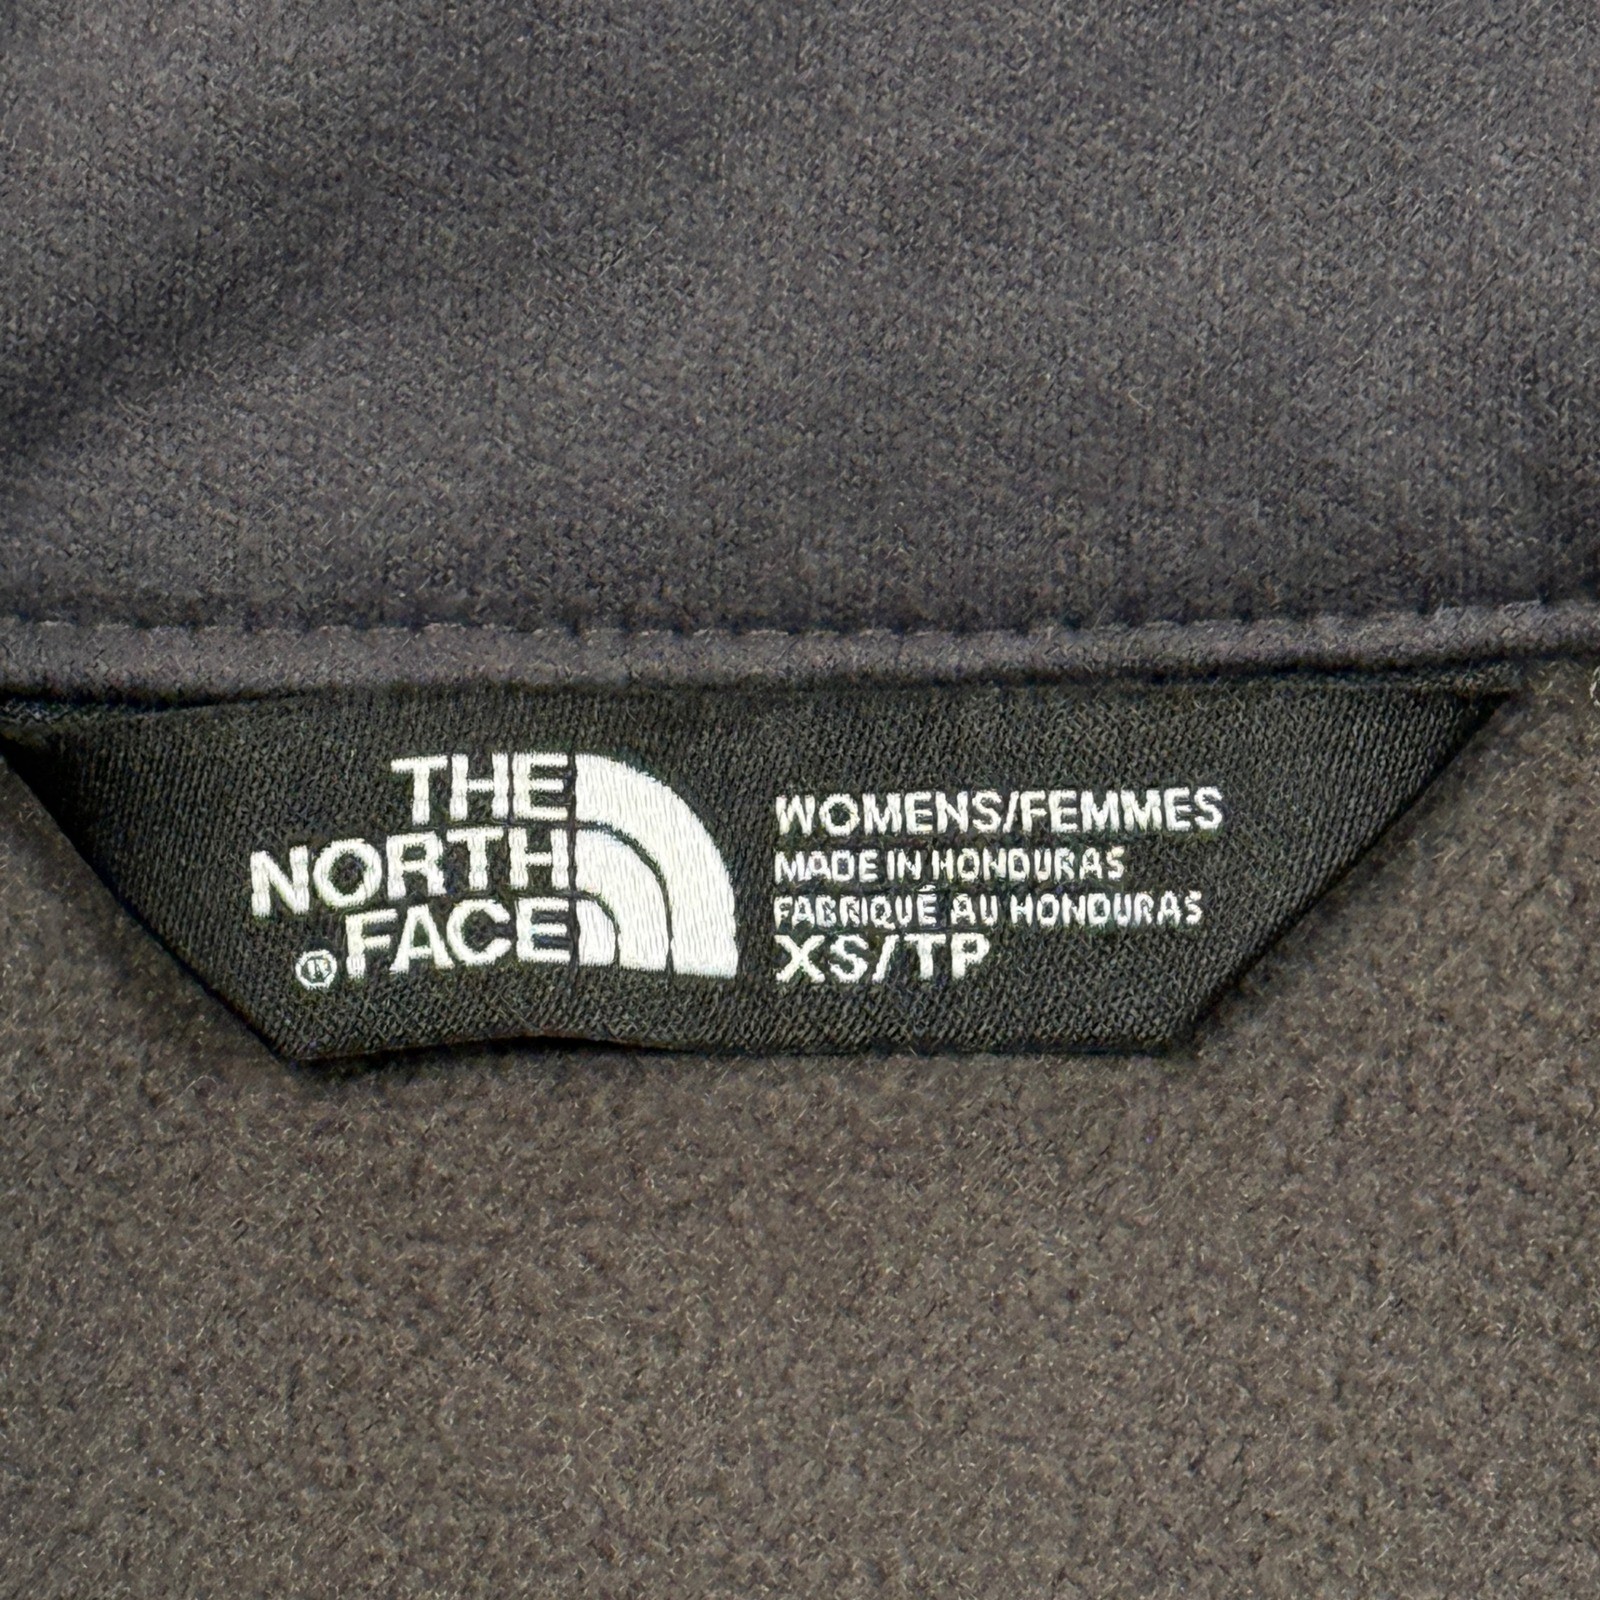 THE
NORTH
® FACE
WOMENS/FEMMES
MADE IN HONDURAS
FABRIQUÉ AU HONDURAS
XS/TP